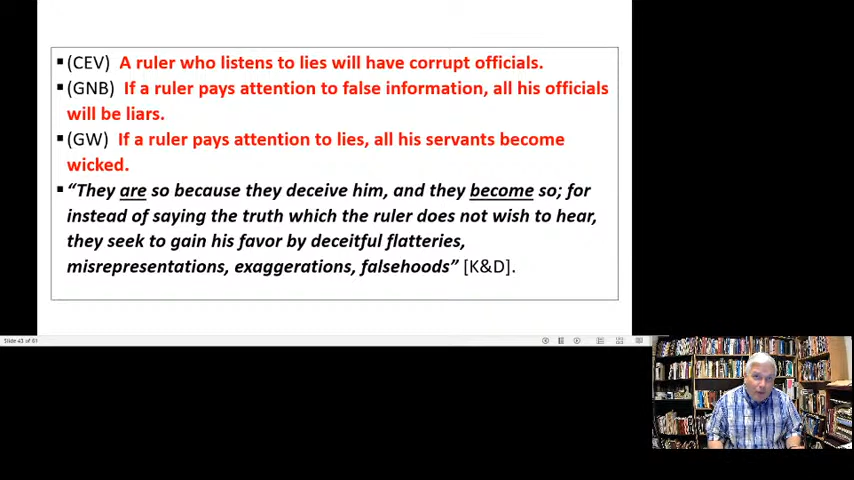 ▪(CEV) A ruler who listens to lies will have corrupt officials.
▪(GNB) If a ruler pays attention to false information, all his officials
will be liars.
▪(GW) If a ruler pays attention to lies, all his servants become
wicked.
▪“They are so because they deceive him, and they become so; for
instead of saying the truth which the ruler does not wish to hear,
they seek to gain his favor by deceitful flatteries,
misrepresentations, exaggerations, falsehoods” [K&D].
Slide 43 of 61